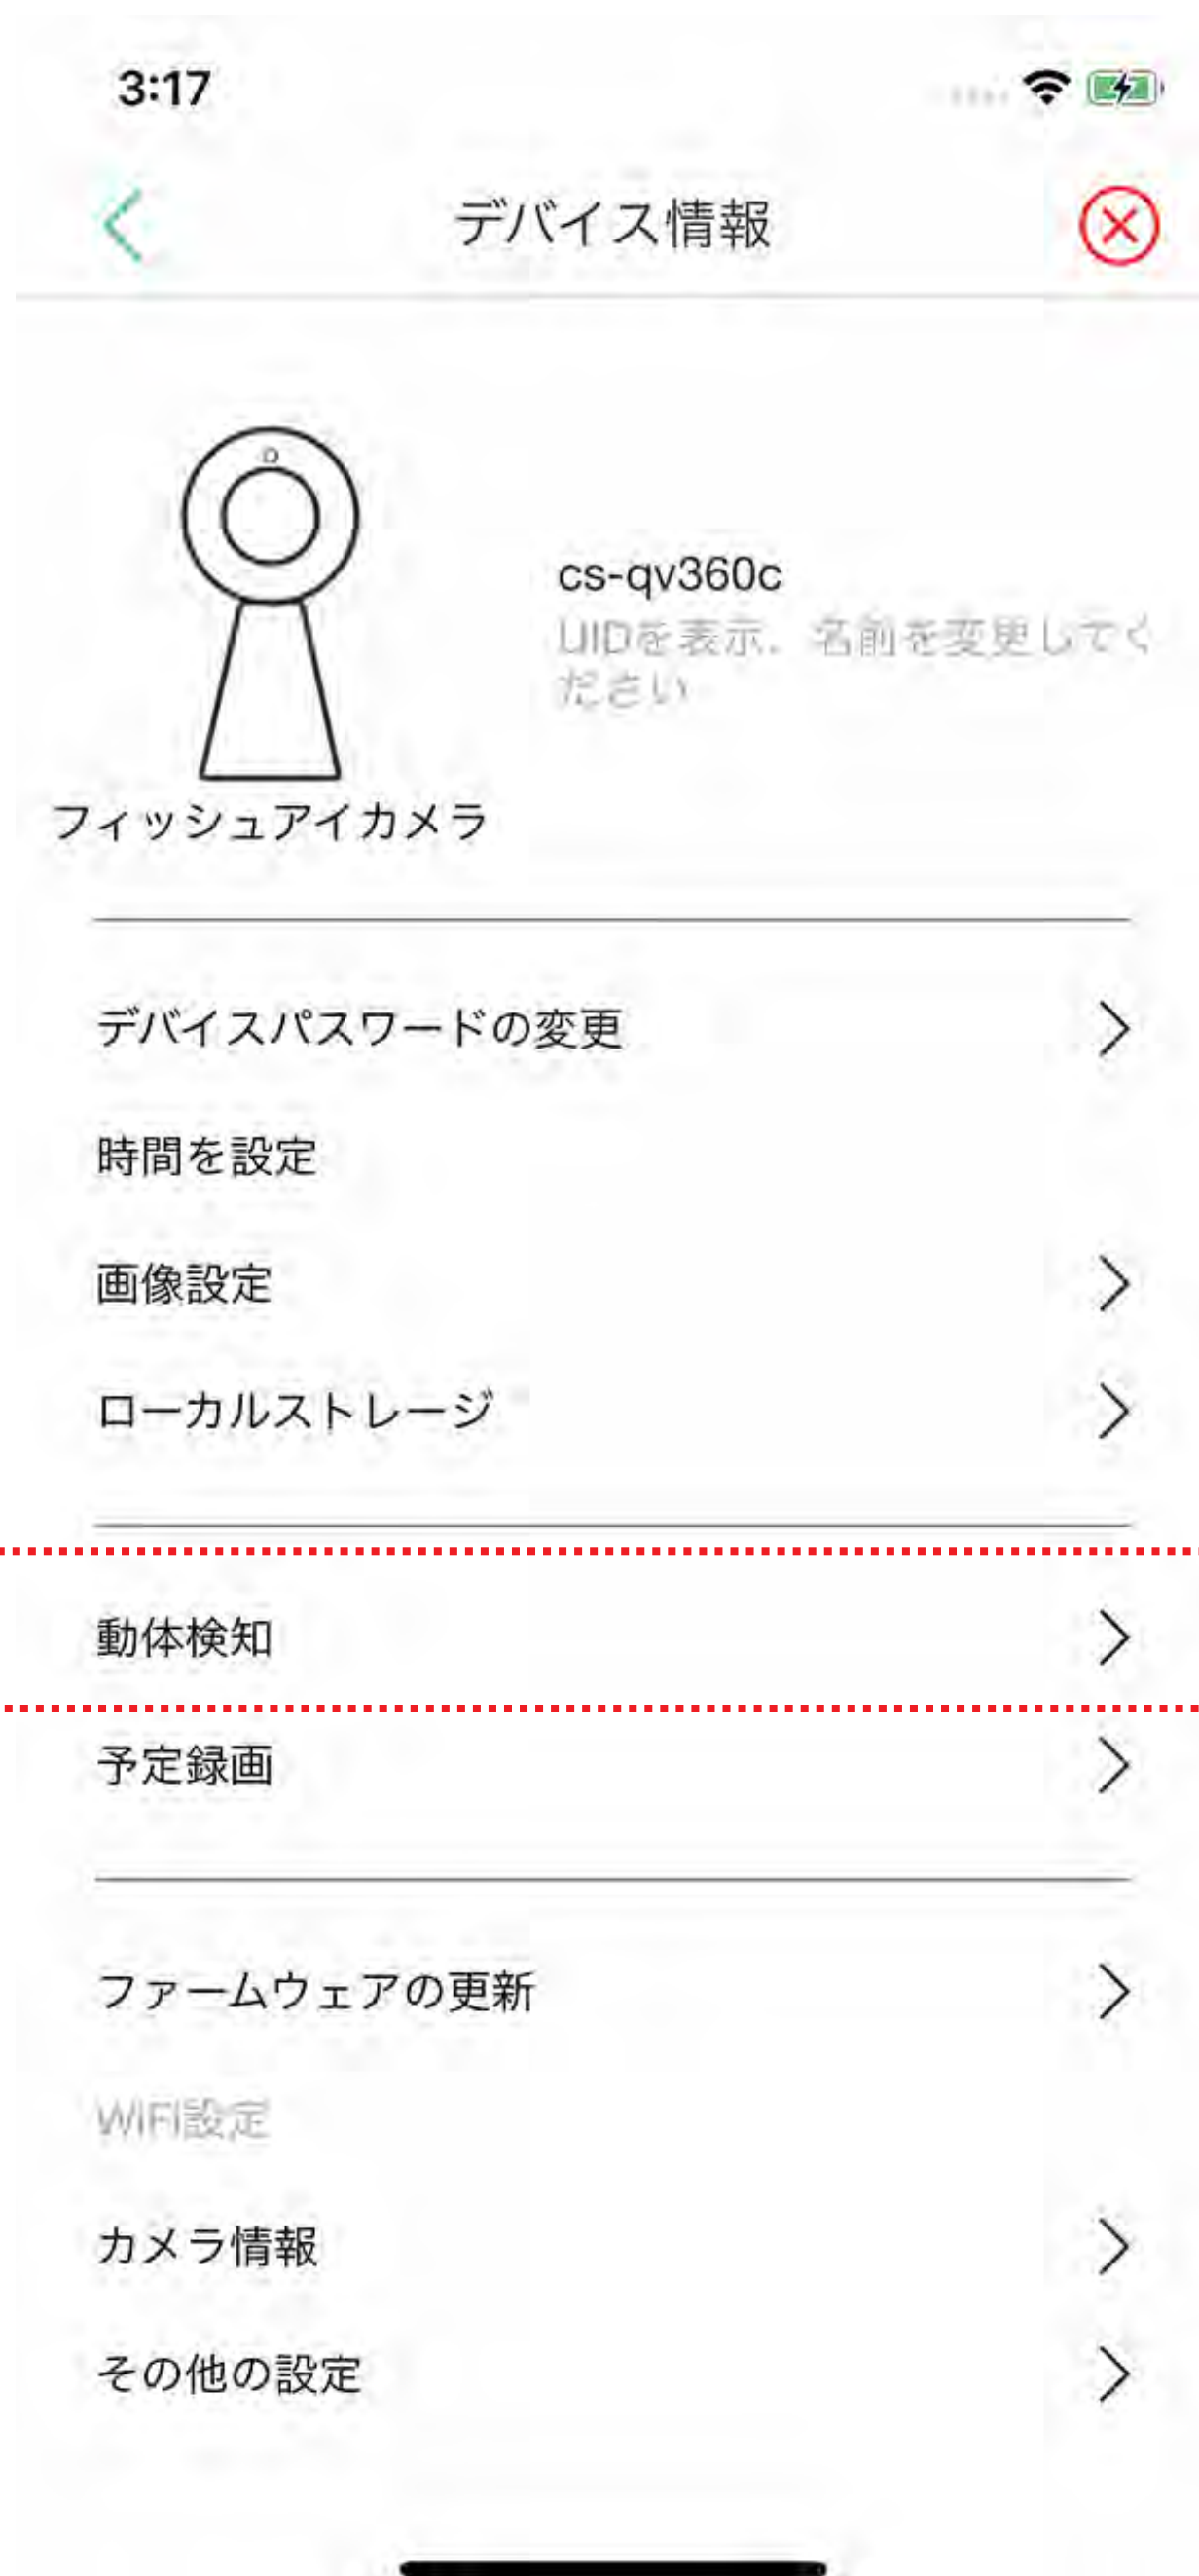 3:17
デバイス情報
cs-qv360c
UIDを表示、名前を変更してく
ださい
フィッシュアイカメラ
デバイスパスワードの変更
時間を設定
画像設定
ローカルストレージ
動体検知
予定録画
ファームウェアの更新
WiFi設定
カメラ情報
その他の設定